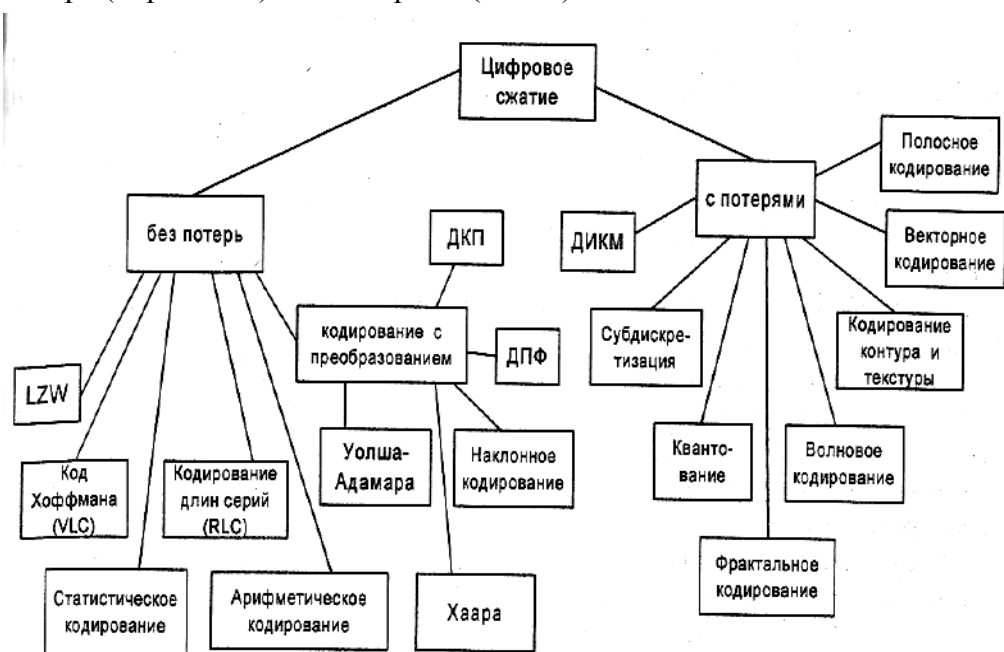 Цифровое
сжатие
Полосное
кодирование
без потерь
с потерями
ДКП
ДИКМ
Векторное
кодирование
кодирование с
преобразованием
ДПФ
Субдискре-
тизация
Кодирование
контура и
текстуры
LZW
Код
Хоффмана
(VLC)
Кодирование
длин серий
(RLC)
Уолша-
Адамара
Наклонное
кодирование
Кванто-
вание
Волновое
кодирование
Статистическое
кодирование
Арифметическое
кодирование
Хаара
Фрактальное
кодирование